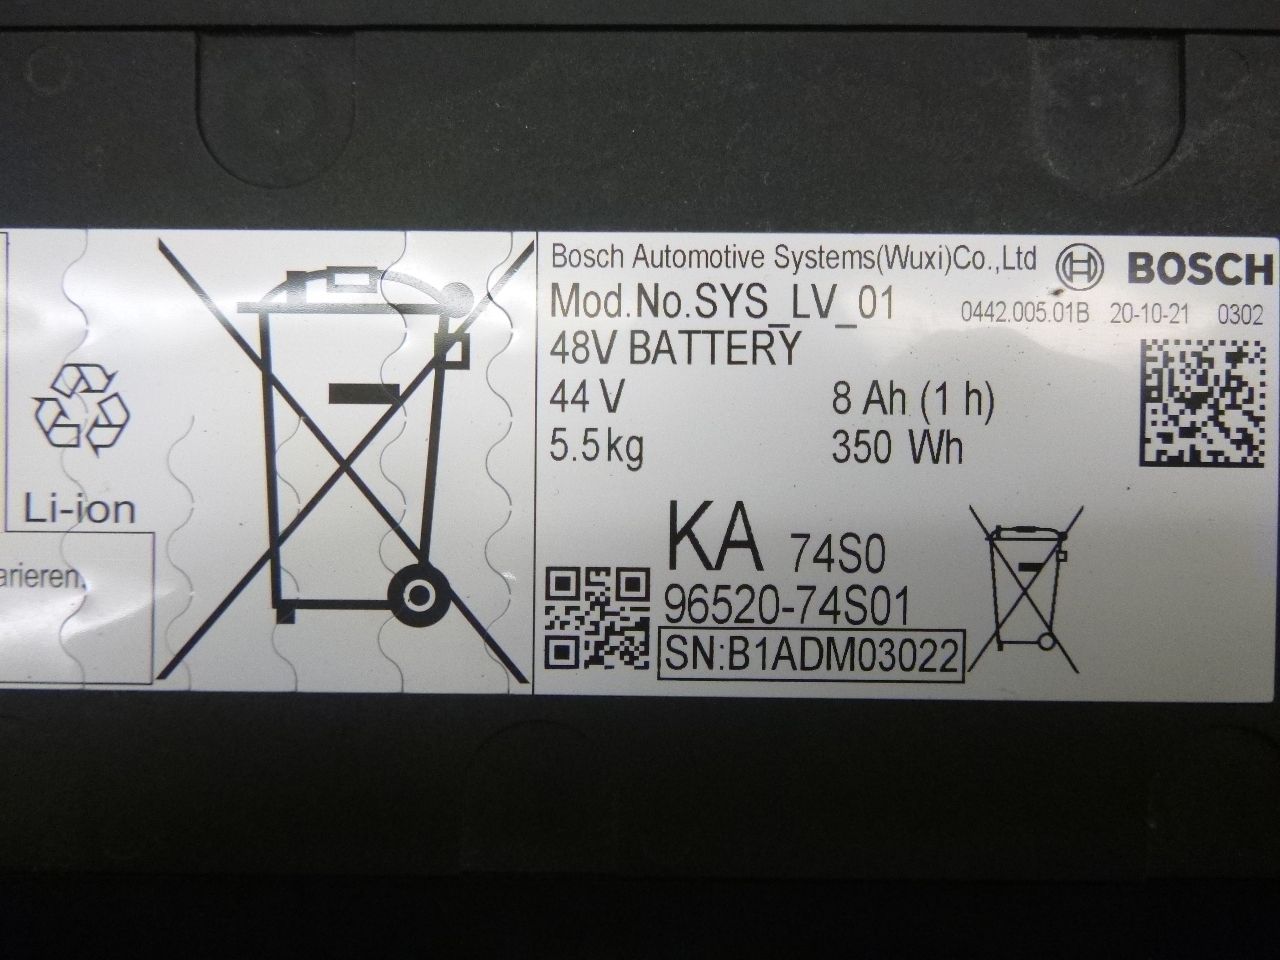 Li-ion
arieren.
Bosch Automotive Systems(Wuxi)Co.,Ltd
BOSCH
Mod.No.SYS_LV_01
0442.005.01B 20-10-21 0302
48V BATTERY
44 V 8 Ah (1 h)
5.5kg 350 Wh
KA 74S0
96520-74S01
SN:B1ADM03022